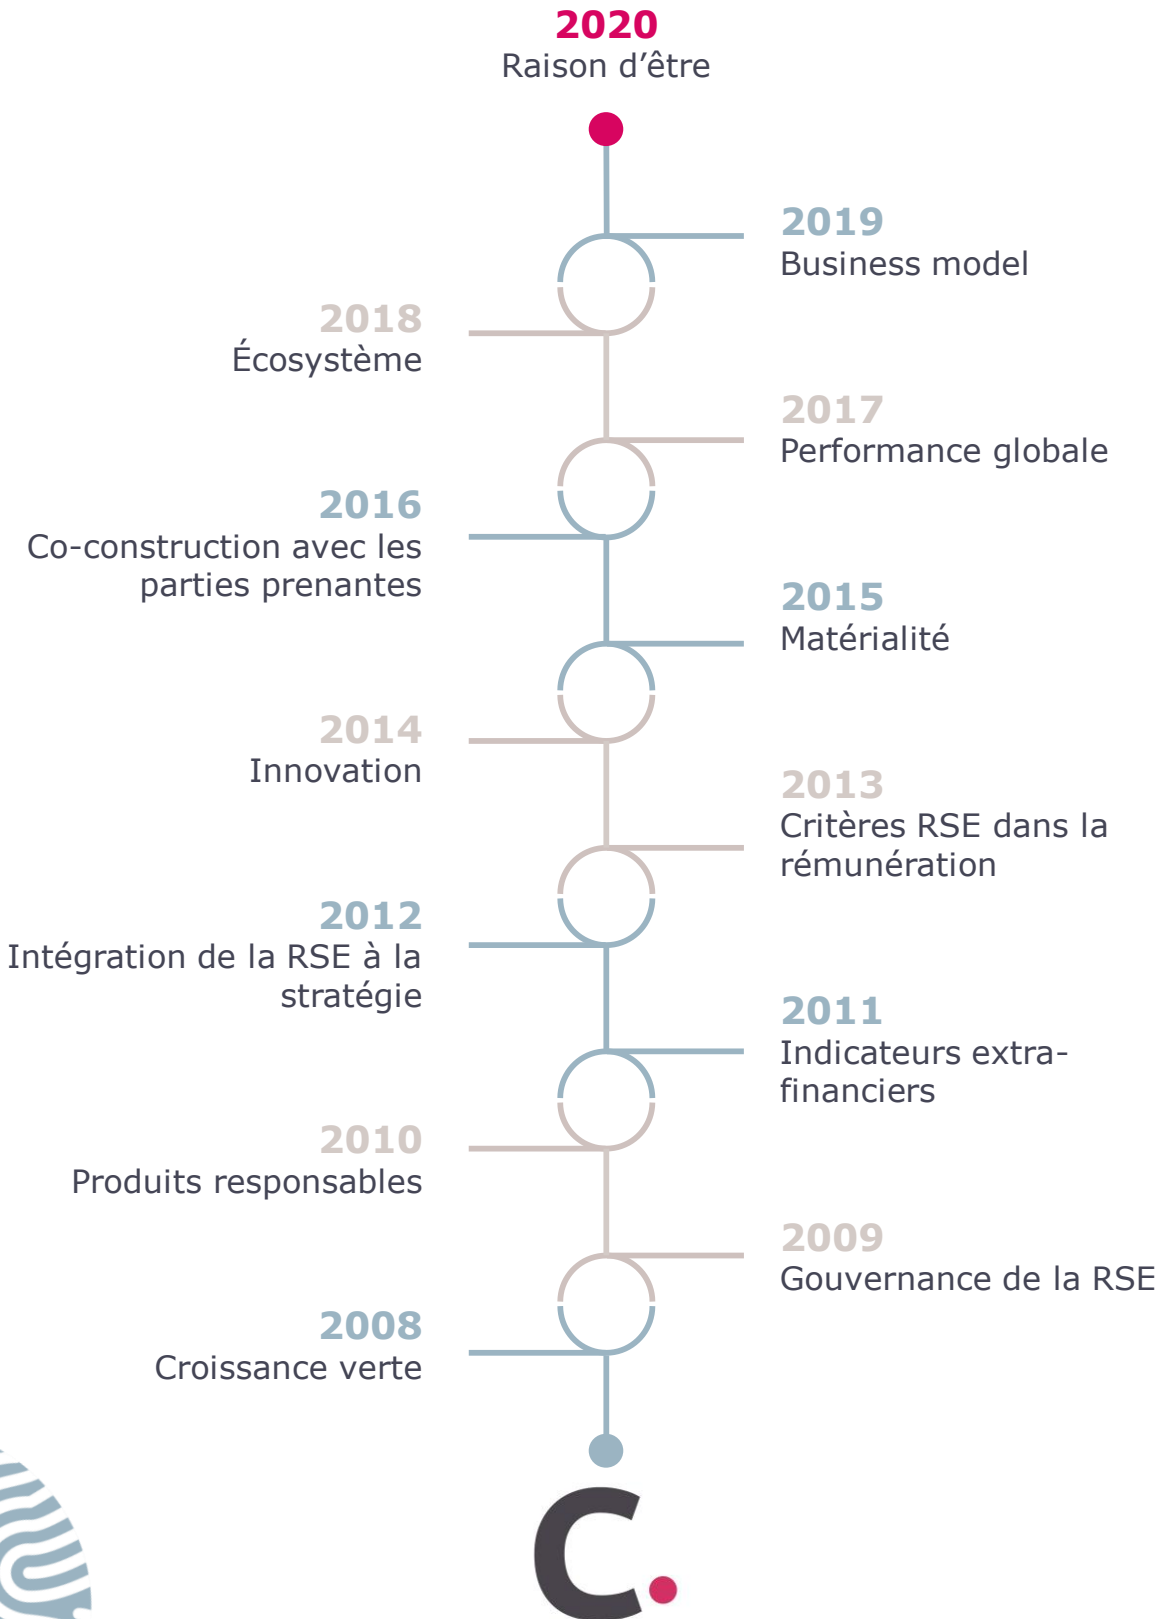 2020
Raison d’être
2019
Business model
2018
Écosystème
2017
Performance globale
2016
Co-construction avec les
parties prenantes
2015
Matérialité
2014
Innovation
2013
Critères RSE dans la
rémunération
2012
Intégration de la RSE à la
stratégie
2011
Indicateurs extra-
financiers
2010
Produits responsables
2009
Gouvernance de la RSE
2008
Croissance verte
C.